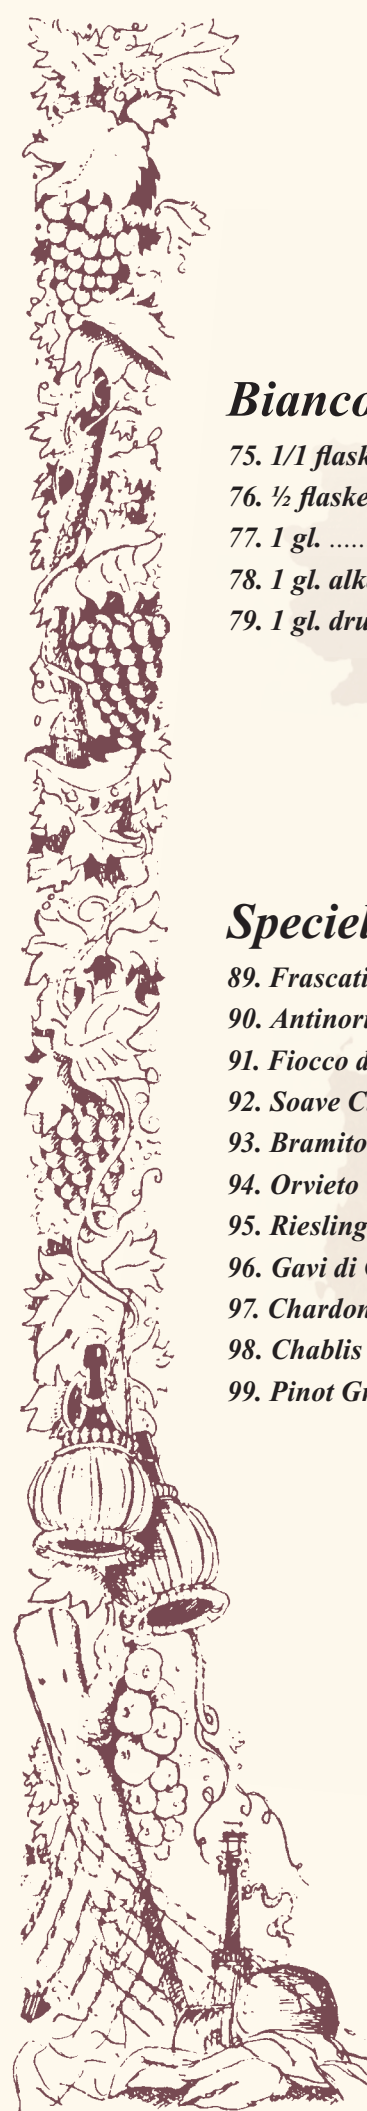 Bianco
75. 1/1 flask
76. ½ flaske
77. 1 gl. .....
78. 1 gl. alk
79. 1 gl. dru
Speciel
89. Frascati
90. Antinori
91. Fiocco d
92. Soave C
93. Bramito
94. Orvieto
95. Riesling
96. Gavi di
97. Chardon
98. Chablis
99. Pinot Gr